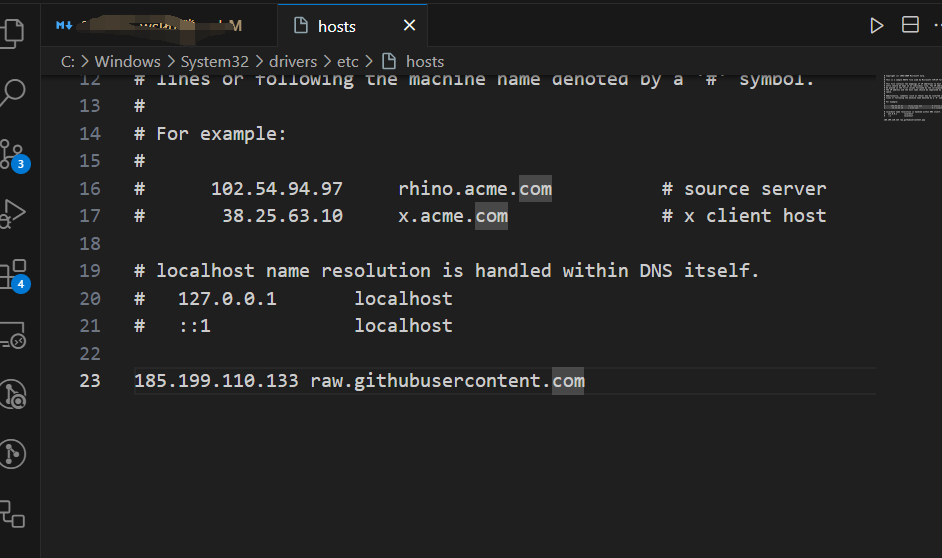 hosts
C: > Windows > System32 > drivers > etc > hosts
12 # lines or following the machine name denoted by a '#' symbol.
13 #
14 # For example:
15 #
16 # 102.54.94.97 rhino.acme.com # source server
17 # 38.25.63.10 x.acme.com # x client host
18
19 # localhost name resolution is handled within DNS itself.
20 # 127.0.0.1 localhost
21 # ::1 localhost
22
23 185.199.110.133 raw.githubusercontent.com
3
4